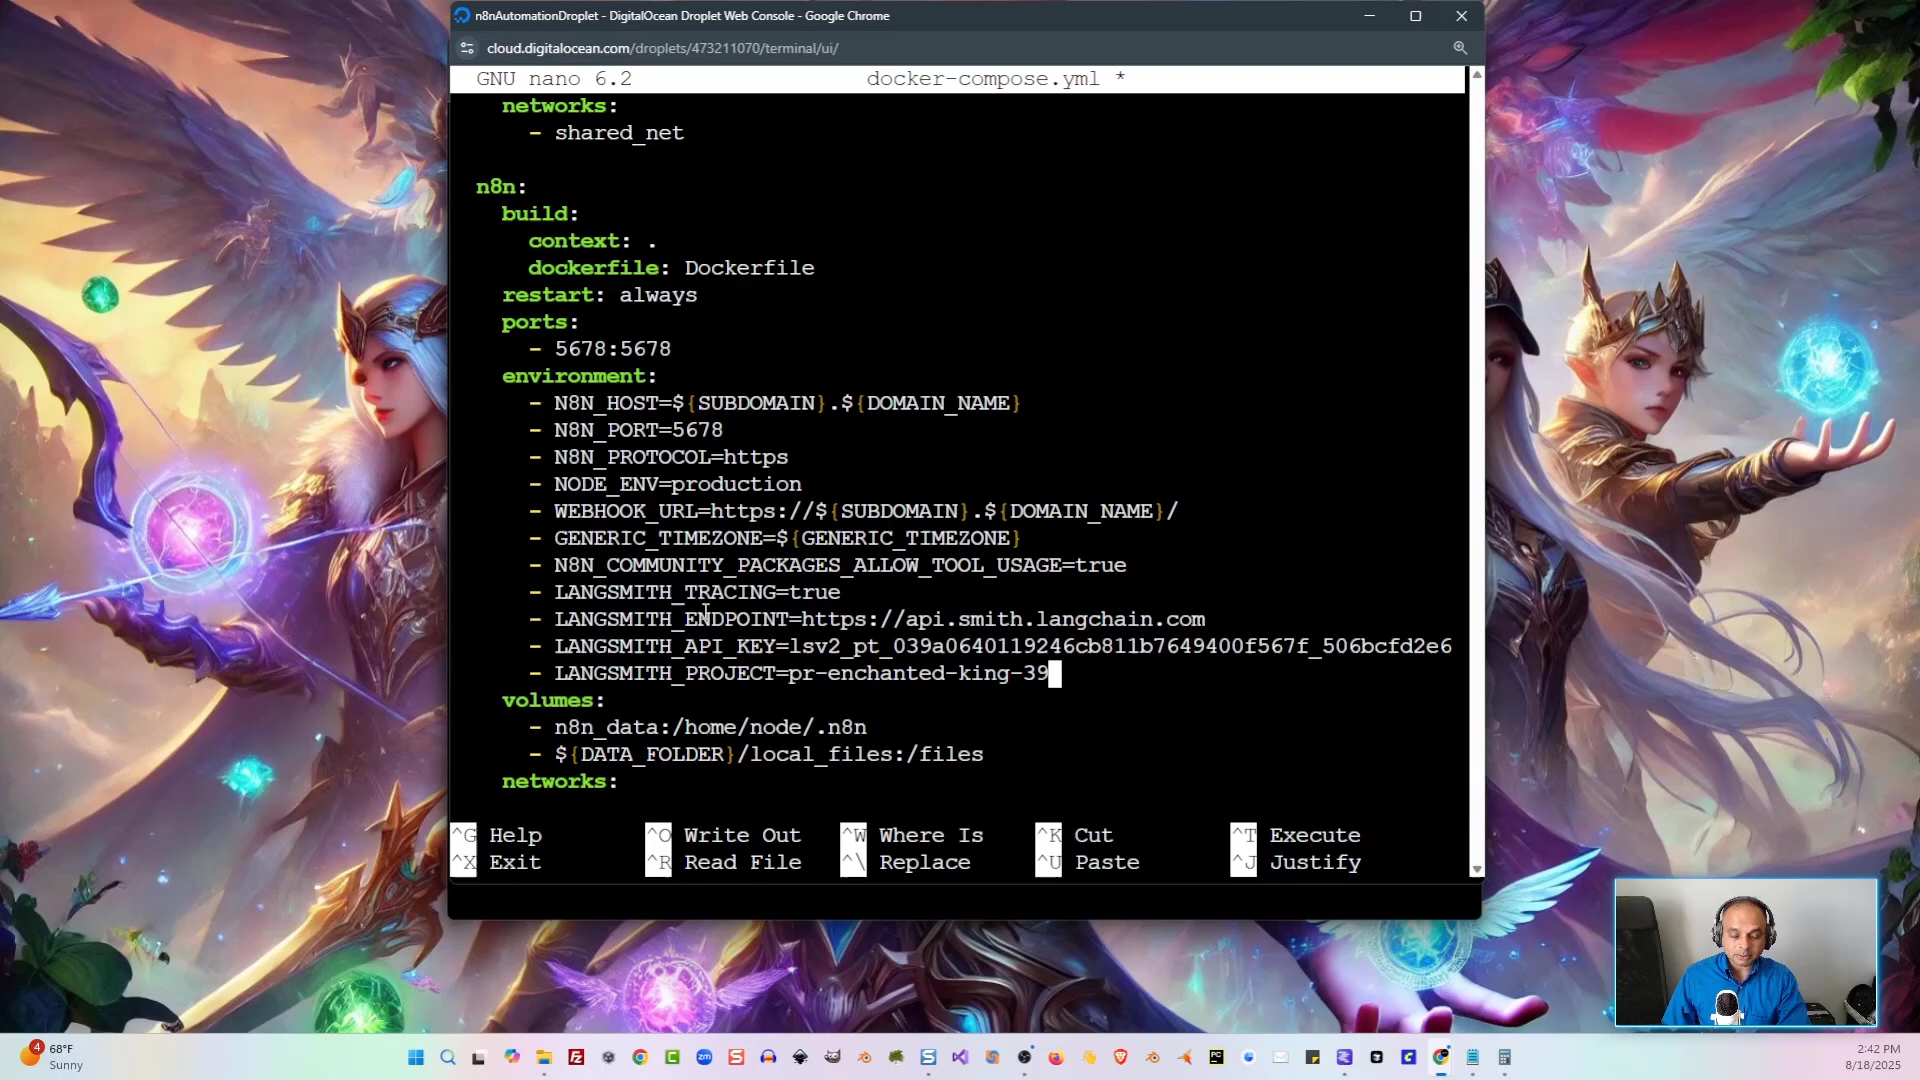 n8nAutomationDroplet - DigitalOcean Droplet Web Console - Google Chrome
cloud.digitalocean.com/droplets/473211070/terminal/ui/
GNU nano 6.2 docker-compose.yml *
networks:
- shared_net
n8n:
build:
context: .
dockerfile: Dockerfile
restart: always
ports:
- 5678:5678
environment:
- N8N_HOST=${SUBDOMAIN}.${DOMAIN_NAME}
- N8N_PORT=5678
- N8N_PROTOCOL=https
- NODE_ENV=production
- WEBHOOK_URL=https://${SUBDOMAIN}.${DOMAIN_NAME}/
- GENERIC_TIMEZONE=${GENERIC_TIMEZONE}
- N8N_COMMUNITY_PACKAGES_ALLOW_TOOL_USAGE=true
- LANGSMITH_TRACING=true
- LANGSMITH_ENDPOINT=https://api.smith.langchain.com
- LANGSMITH_API_KEY=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
- LANGSMITH_PROJECT=pr-enchanted-king-39
volumes:
- n8n_data:/home/node/.n8n
- ${DATA_FOLDER}/local_files:/files
networks:
^G Help ^O Write Out ^W Where Is ^K Cut ^T Execute
^X Exit ^R Read File ^\ Replace ^U Paste ^J Justify
4 68°F
Sunny
2:42 PM
8/18/2025